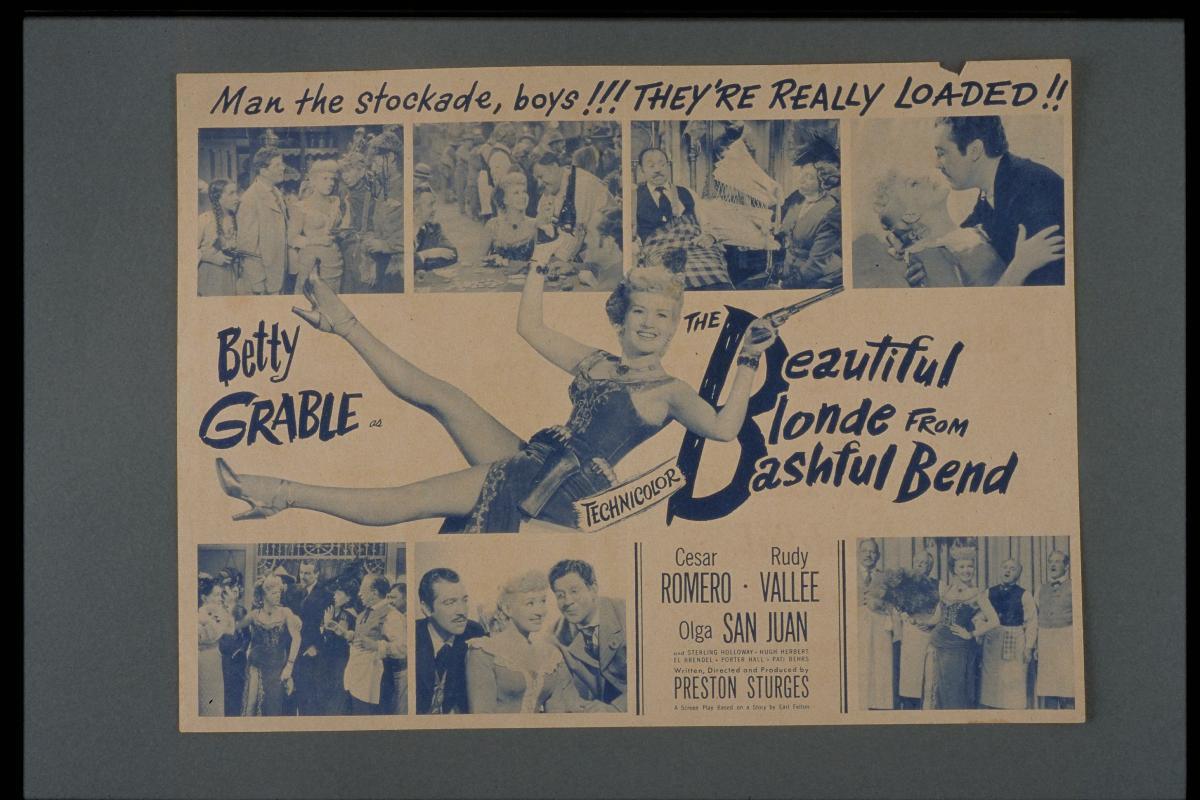 Man the stockade, boys!!! THEY'RE REALLY LOADED!!
Betty
GRABLE as
THE
Beautiful
Blonde FROM
Bashful Bend
TECHNICOLOR
Cesar Rudy
ROMERO · VALLEE
Olga SAN JUAN
and STERLING HOLLOWAY • HUGH HERBERT
EL BRENDEL • PORTER HALL • PATI BEHRS
Written, Directed and Produced by
PRESTON STURGES
A Screen Play Based on a Story by Earl Felton